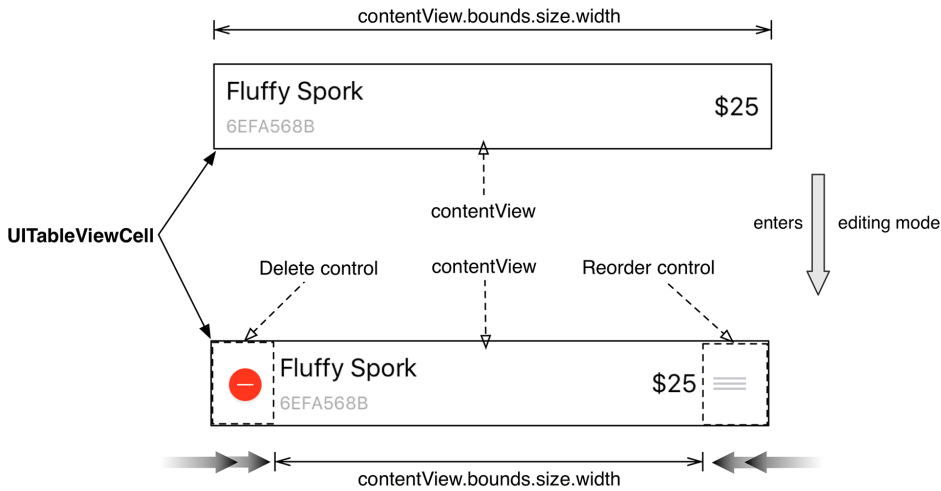 contentView.bounds.size.width
Fluffy Spork
$25
6EFA568B
contentView
enters editing mode
UITableViewCell
Delete control
contentView
Reorder control
Fluffy Spork
$25
6EFA568B
contentView.bounds.size.width